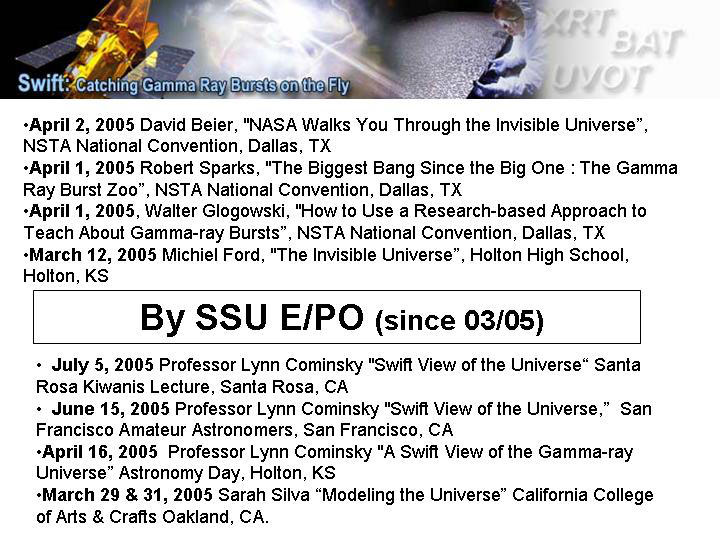 XRT
BAT
UVOT
Swift: Catching Gamma Ray Bursts on the Fly
•April 2, 2005 David Beier, "NASA Walks You Through the Invisible Universe”,
NSTA National Convention, Dallas, TX
•April 1, 2005 Robert Sparks, "The Biggest Bang Since the Big One : The Gamma
Ray Burst Zoo”, NSTA National Convention, Dallas, TX
•April 1, 2005, Walter Glogowski, "How to Use a Research-based Approach to
Teach About Gamma-ray Bursts”, NSTA National Convention, Dallas, TX
•March 12, 2005 Michiel Ford, "The Invisible Universe”, Holton High School,
Holton, KS
By SSU E/PO (since 03/05)
• July 5, 2005 Professor Lynn Cominsky "Swift View of the Universe“ Santa
Rosa Kiwanis Lecture, Santa Rosa, CA
• June 15, 2005 Professor Lynn Cominsky "Swift View of the Universe,” San
Francisco Amateur Astronomers, San Francisco, CA
•April 16, 2005 Professor Lynn Cominsky "A Swift View of the Gamma-ray
Universe” Astronomy Day, Holton, KS
•March 29 & 31, 2005 Sarah Silva “Modeling the Universe” California College
of Arts & Crafts Oakland, CA.